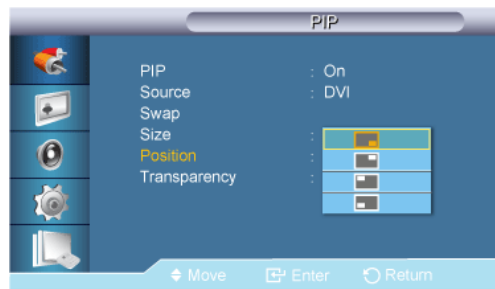 PIP
PIP : On
Source : DVI
Swap
Size :
Position :
Transparency :
Move Enter Return